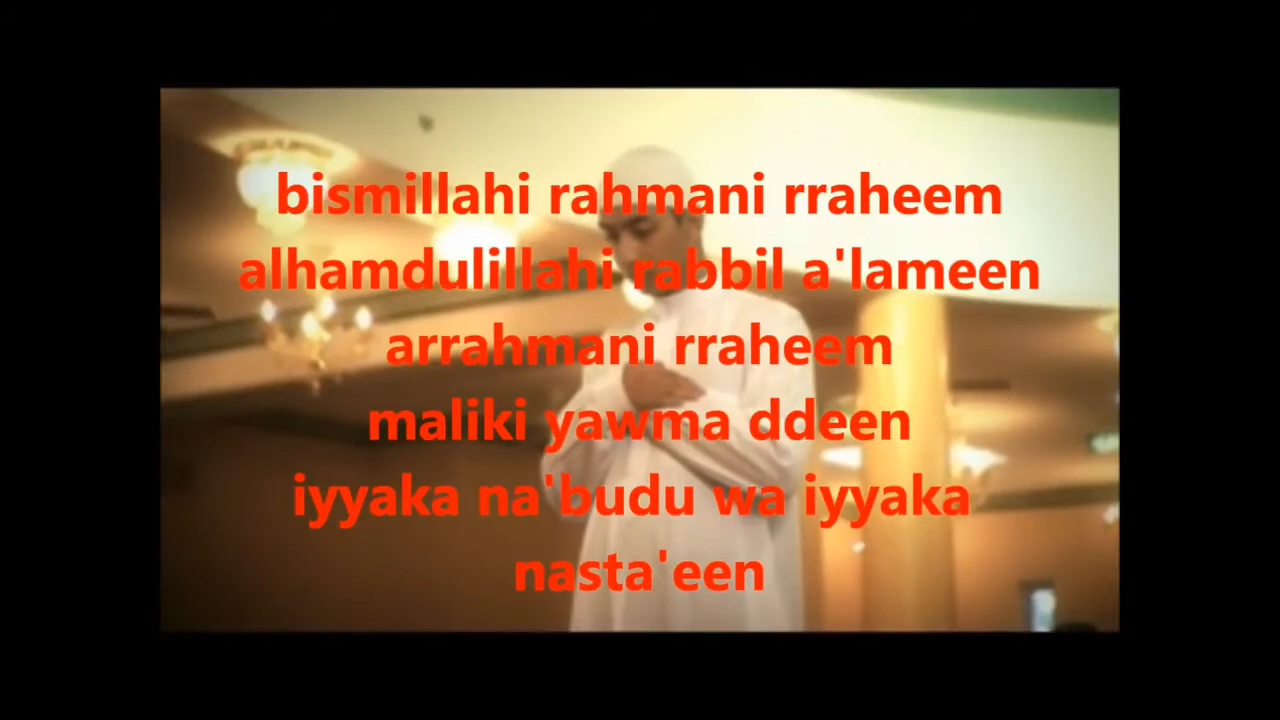 bismillahi rahmani rraheem
alhamdulillahi rabbil a'lameen
arrahmani rraheem
maliki yawma ddeen
iyyaka na'budu wa iyyaka
nasta'een